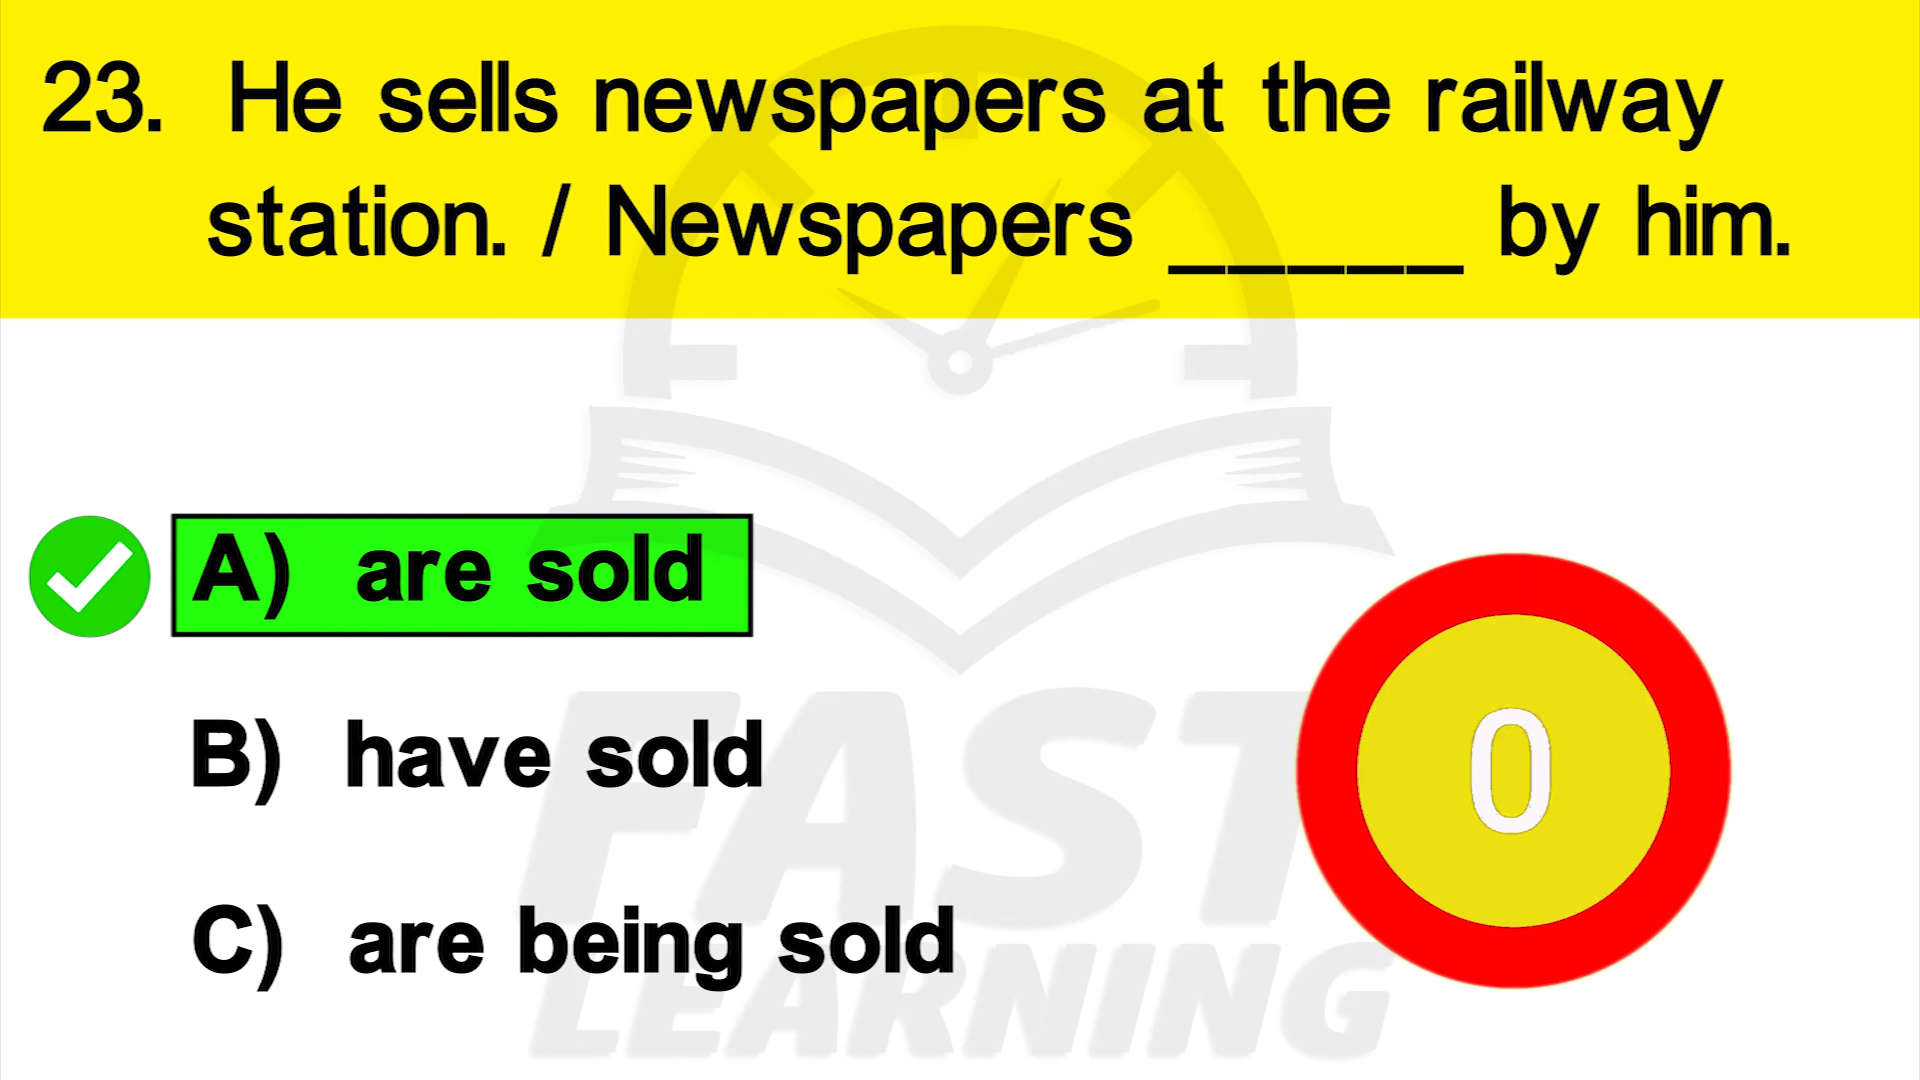 23. He sells newspapers at the railway
station. / Newspapers _____ by him.
A) are sold
B) have sold
C) are being sold
0
FAST
LEARNING